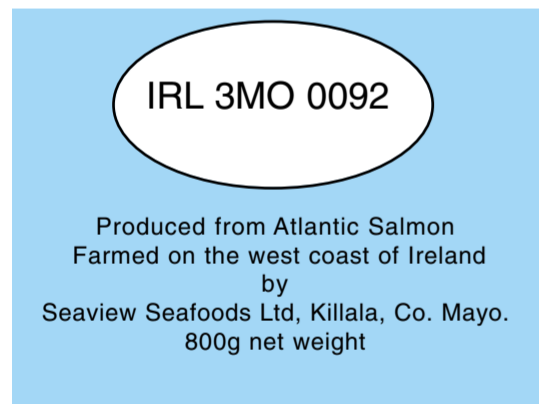 IRL 3MO 0092
Produced from Atlantic Salmon
Farmed on the west coast of Ireland
by
Seaview Seafoods Ltd, Killala, Co. Mayo.
800g net weight